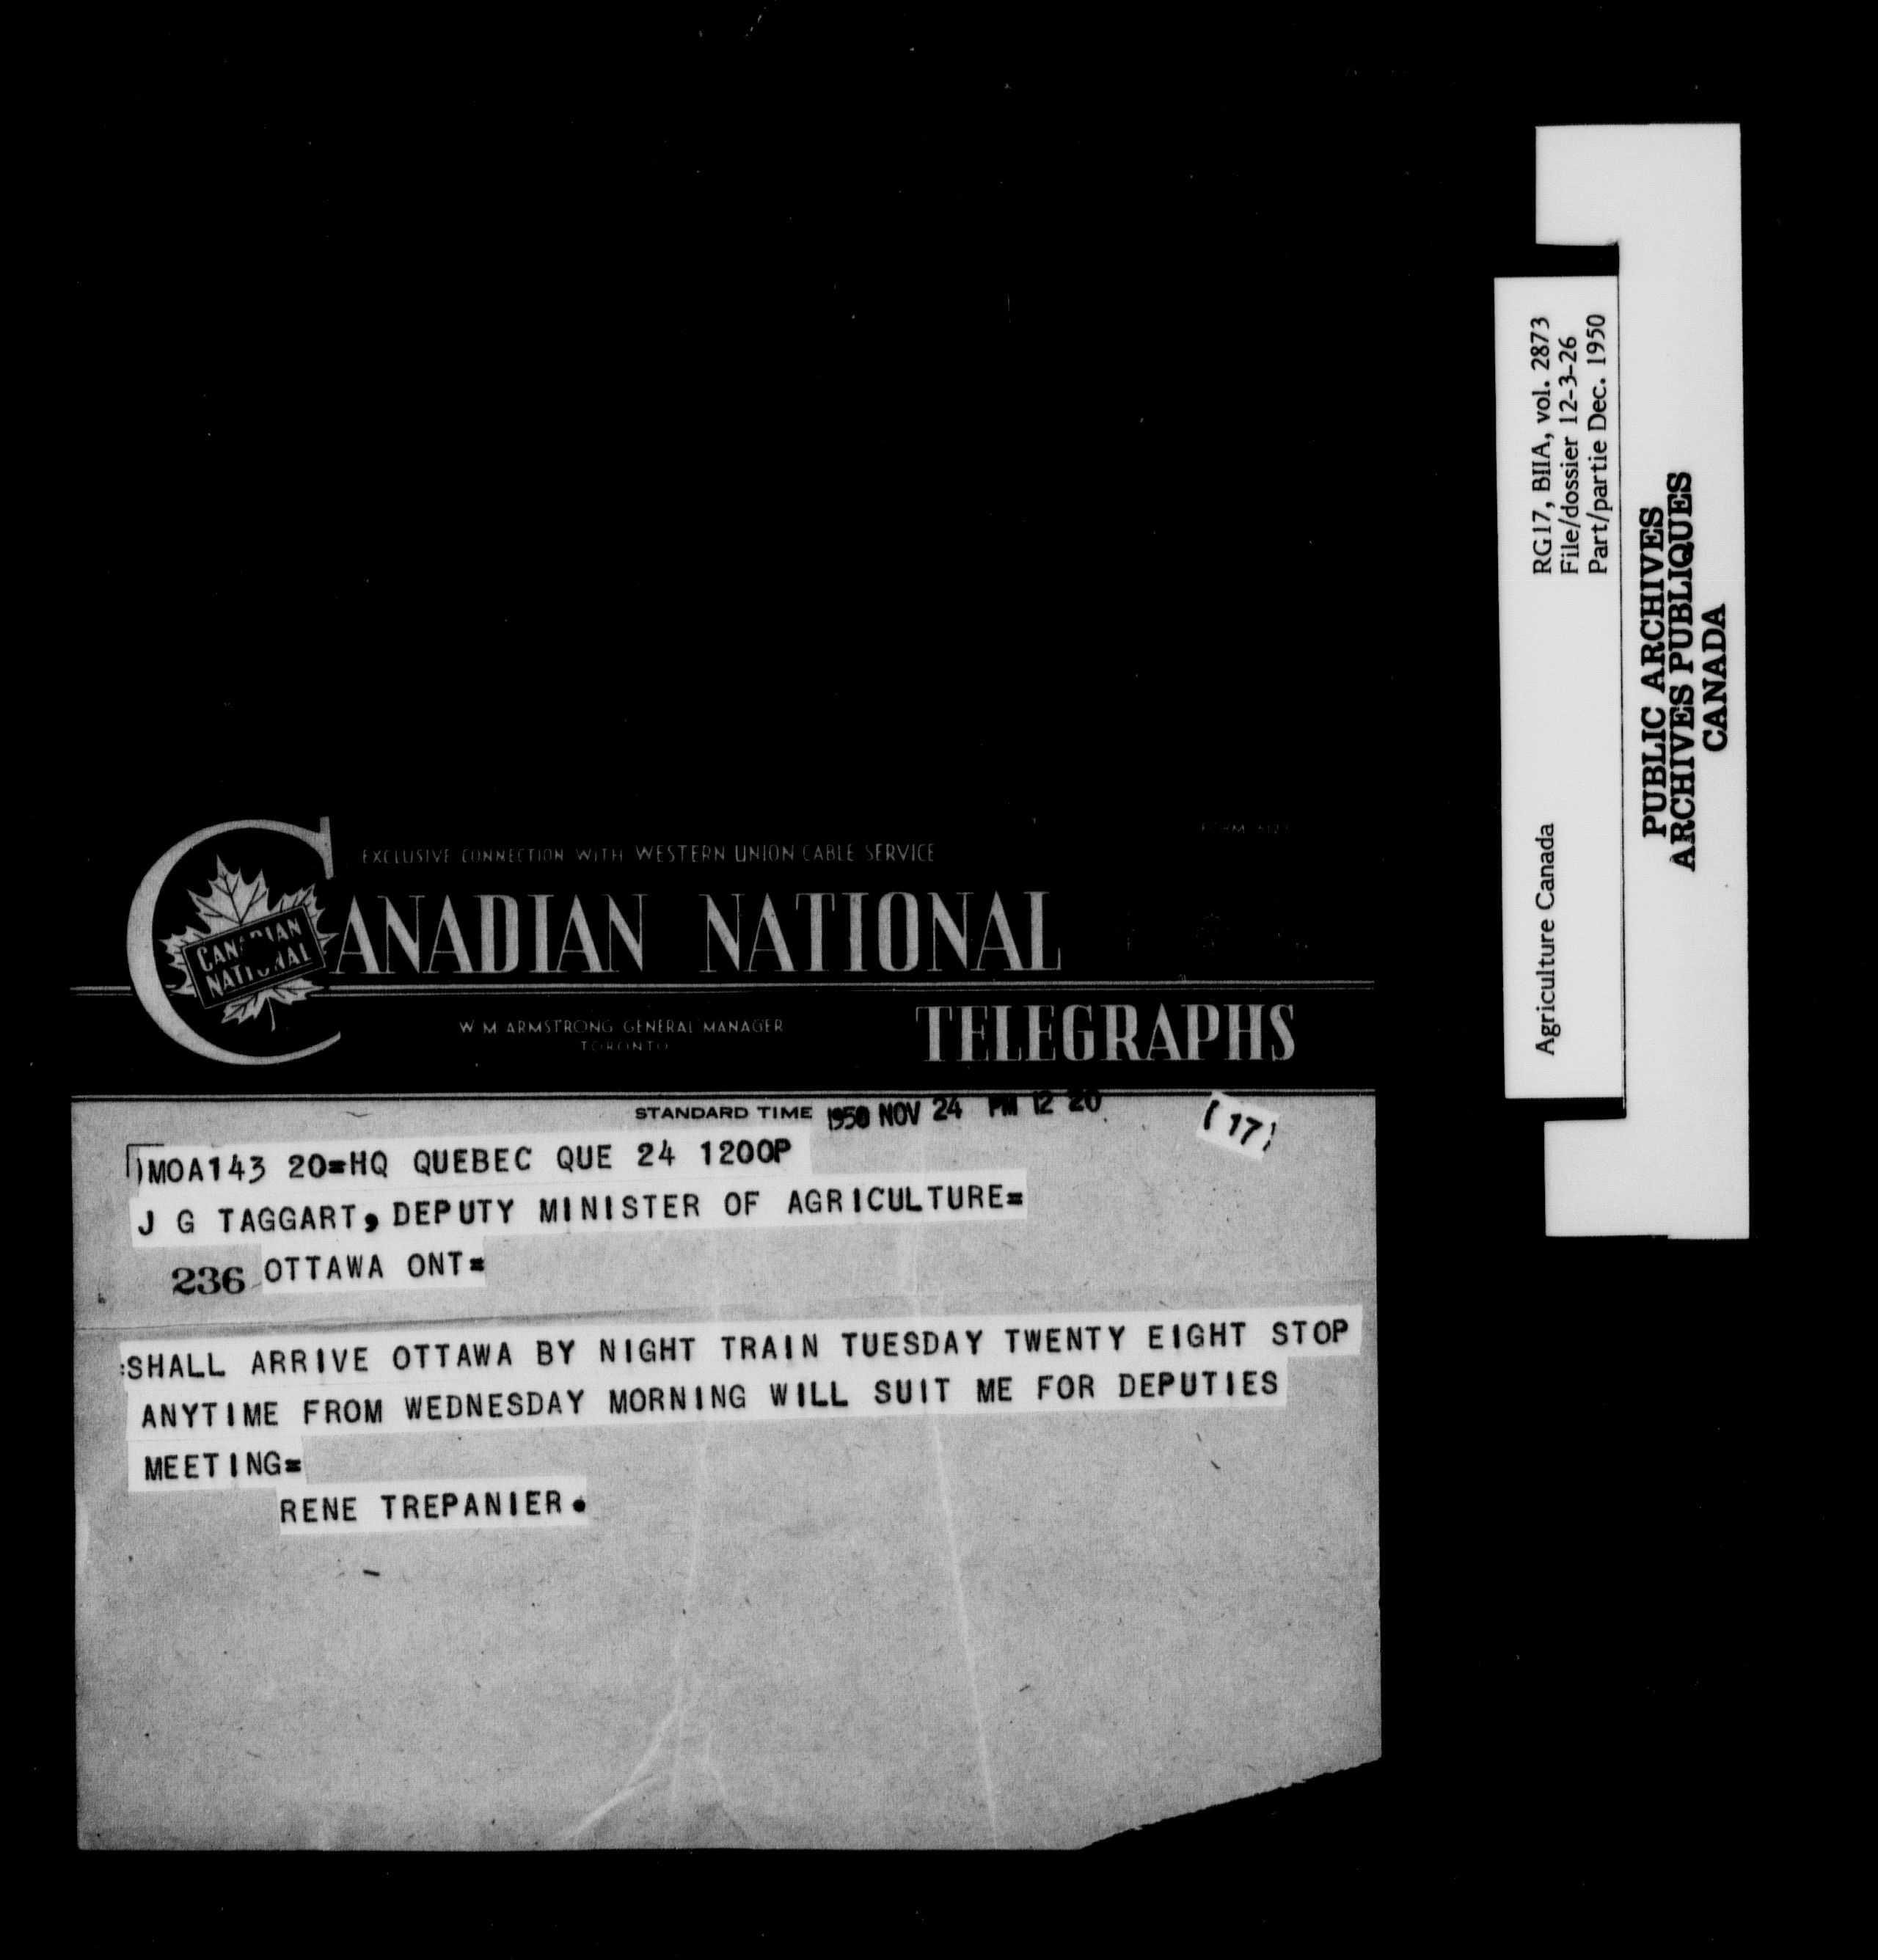 EXCLUSIVE CONNECTION WITH WESTERN UNION CABLE SERVICE
CANADIAN NATIONAL
CANADIAN
NATIONAL
TELEGRAPHS
W M ARMSTRONG GENERAL MANAGER
TORONTO
STANDARD TIME 1950 NOV 24 PM 12 20
(17)
MOA143 20=HQ QUEBEC QUE 24 1200P
J G TAGGART, DEPUTY MINISTER OF AGRICULTURE=
236 OTTAWA ONT=
:SHALL ARRIVE OTTAWA BY NIGHT TRAIN TUESDAY TWENTY EIGHT STOP
ANYTIME FROM WEDNESDAY MORNING WILL SUIT ME FOR DEPUTIES
MEETING=
RENE TREPANIER.
Agriculture Canada
RG17, BIIA, vol. 2873
File/dossier 12-3-26
Part/partie Dec. 1950
PUBLIC ARCHIVES
ARCHIVES PUBLIQUES
CANADA